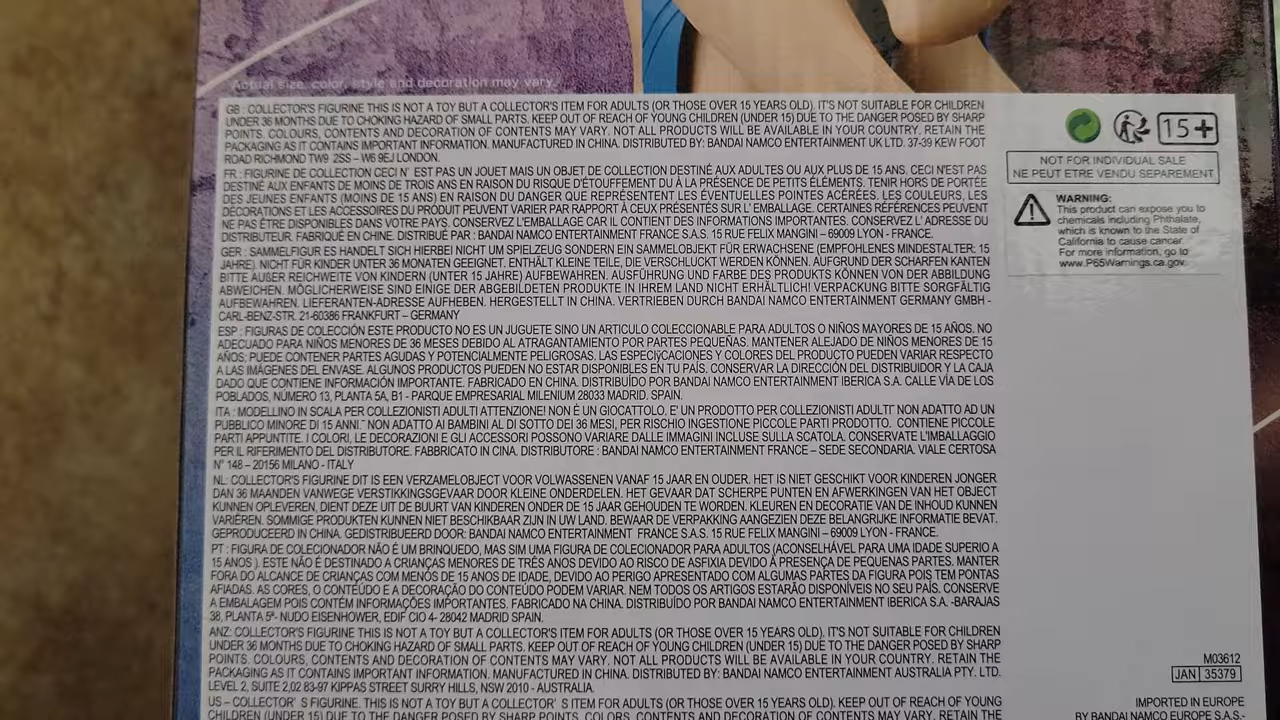 Actual size, color, style and decoration may vary.
GB : COLLECTOR'S FIGURINE THIS IS NOT A TOY BUT A COLLECTOR'S ITEM FOR ADULTS (OR THOSE OVER 15 YEARS OLD). IT'S NOT SUITABLE FOR CHILDREN
UNDER 36 MONTHS DUE TO CHOKING HAZARD OF SMALL PARTS. KEEP OUT OF REACH OF YOUNG CHILDREN (UNDER 15) DUE TO THE DANGER POSED BY SHARP
POINTS. COLOURS, CONTENTS AND DECORATION OF CONTENTS MAY VARY. NOT ALL PRODUCTS WILL BE AVAILABLE IN YOUR COUNTRY. RETAIN THE
PACKAGING AS IT CONTAINS IMPORTANT INFORMATION. MANUFACTURED IN CHINA. DISTRIBUTED BY: BANDAI NAMCO ENTERTAINMENT UK LTD. 37-39 KEW FOOT
ROAD RICHMOND TW9 2SS – W6 9EJ LONDON.
FR : FIGURINE DE COLLECTION CECI N' EST PAS UN JOUET MAIS UN OBJET DE COLLECTION DESTINÉ AUX ADULTES OU AUX PLUS DE 15 ANS. CECI N'EST PAS
DESTINÉ AUX ENFANTS DE MOINS DE TROIS ANS EN RAISON DU RISQUE D'ÉTOUFFEMENT DU À LA PRÉSENCE DE PETITS ÉLÉMENTS. TENIR HORS DE PORTÉE
DES JEUNES ENFANTS (MOINS DE 15 ANS) EN RAISON DU DANGER QUE REPRÉSENTENT LES ÉVENTUELLES POINTES ACÉRÉES. LES COULEURS, LES
DÉCORATIONS ET LES ACCESSOIRES DU PRODUIT PEUVENT VARIER PAR RAPPORT À CEUX PRÉSENTÉS SUR L' EMBALLAGE. CERTAINES RÉFÉRENCES PEUVENT
NE PAS ÊTRE DISPONIBLES DANS VOTRE PAYS. CONSERVEZ L'EMBALLAGE CAR IL CONTIENT DES INFORMATIONS IMPORTANTES. CONSERVEZ L' ADRESSE DU
DISTRIBUTEUR. FABRIQUÉ EN CHINE. DISTRIBUÉ PAR : BANDAI NAMCO ENTERTAINMENT FRANCE S.A.S. 15 RUE FELIX MANGINI – 69009 LYON - FRANCE.
GER : SAMMELFIGUR ES HANDELT SICH HIERBEI NICHT UM SPIELZEUG SONDERN EIN SAMMELOBJEKT FÜR ERWACHSENE (EMPFOHLENES MINDESTALTER: 15
JAHRE). NICHT FÜR KINDER UNTER 36 MONATEN GEEIGNET. ENTHÄLT KLEINE TEILE, DIE VERSCHLUCKT WERDEN KÖNNEN. AUFGRUND DER SCHARFEN KANTEN
BITTE AUßER REICHWEITE VON KINDERN (UNTER 15 JAHRE) AUFBEWAHREN. AUSFÜHRUNG UND FARBE DES PRODUKTS KÖNNEN VON DER ABBILDUNG
ABWEICHEN. MÖGLICHERWEISE SIND EINIGE DER ABGEBILDETEN PRODUKTE IN IHREM LAND NICHT ERHÄLTLICH! VERPACKUNG BITTE SORGFÄLTIG
AUFBEWAHREN. LIEFERANTEN-ADRESSE AUFHEBEN. HERGESTELLT IN CHINA. VERTRIEBEN DURCH BANDAI NAMCO ENTERTAINMENT GERMANY GMBH -
CARL-BENZ-STR. 21-60386 FRANKFURT – GERMANY
ESP : FIGURAS DE COLECCIÓN ESTE PRODUCTO NO ES UN JUGUETE SINO UN ARTICULO COLECCIONABLE PARA ADULTOS O NIÑOS MAYORES DE 15 AÑOS. NO
ADECUADO PARA NIÑOS MENORES DE 36 MESES DEBIDO AL ATRAGANTAMIENTO POR PARTES PEQUEÑAS. MANTENER ALEJADO DE NIÑOS MENORES DE 15
AÑOS; PUEDE CONTENER PARTES AGUDAS Y POTENCIALMENTE PELIGROSAS. LAS ESPECIÇCACIONES Y COLORES DEL PRODUCTO PUEDEN VARIAR RESPECTO
A LAS IMÁGENES DEL ENVASE. ALGUNOS PRODUCTOS PUEDEN NO ESTAR DISPONIBLES EN TU PAÍS. CONSERVAR LA DIRECCIÓN DEL DISTRIBUIDOR Y LA CAJA
DADO QUE CONTIENE INFORMACIÓN IMPORTANTE. FABRICADO EN CHINA. DISTRIBUÍDO POR BANDAI NAMCO ENTERTAINMENT IBERICA S.A. CALLE VÍA DE LOS
POBLADOS, NÚMERO 13, PLANTA 5A, B1 - PARQUE EMPRESARIAL MILENIUM 28033 MADRID. SPAIN.
ITA : MODELLINO IN SCALA PER COLLEZIONISTI ADULTI ATTENZIONE! NON È UN GIOCATTOLO. E' UN PRODOTTO PER COLLEZIONISTI ADULTI¨ NON ADATTO AD UN
PUBBLICO MINORE DI 15 ANNI.¨ NON ADATTO AI BAMBINI AL DI SOTTO DEI 36 MESI, PER RISCHIO INGESTIONE PICCOLE PARTI PRODOTTO. CONTIENE PICCOLE
PARTI APPUNTITE. I COLORI, LE DECORAZIONI E GLI ACCESSORI POSSONO VARIARE DALLE IMMAGINI INCLUSE SULLA SCATOLA. CONSERVATE L'IMBALLAGGIO
PER IL RIFERIMENTO DEL DISTRIBUTORE. FABBRICATO IN CINA. DISTRIBUTORE : BANDAI NAMCO ENTERTAINMENT FRANCE – SEDE SECONDARIA. VIALE CERTOSA
N° 148 – 20156 MILANO - ITALY
NL: COLLECTOR'S FIGURINE DIT IS EEN VERZAMELOBJECT VOOR VOLWASSENEN VANAF 15 JAAR EN OUDER. HET IS NIET GESCHIKT VOOR KINDEREN JONGER
DAN 36 MAANDEN VANWEGE VERSTIKKINGSGEVAAR DOOR KLEINE ONDERDELEN. HET GEVAAR DAT SCHERPE PUNTEN EN AFWERKINGEN VAN HET OBJECT
KUNNEN OPLEVEREN, DIENT DEZE UIT DE BUURT VAN KINDEREN ONDER DE 15 JAAR GEHOUDEN TE WORDEN. KLEUREN EN DECORATIE VAN DE INHOUD KUNNEN
VARIËREN. SOMMIGE PRODUKTEN KUNNEN NIET BESCHIKBAAR ZIJN IN UW LAND. BEWAAR DE VERPAKKING AANGEZIEN DEZE BELANGRIJKE INFORMATIE BEVAT.
GEPRODUCEERD IN CHINA. GEDISTRIBUEERD DOOR: BANDAI NAMCO ENTERTAINMENT FRANCE S.A.S. 15 RUE FELIX MANGINI – 69009 LYON - FRANCE.
PT : FIGURA DE COLECIONADOR NÃO É UM BRINQUEDO, MAS SIM UMA FIGURA DE COLECIONADOR PARA ADULTOS (ACONSELHÁVEL PARA UMA IDADE SUPERIO A
15 ANOS ). ESTE NÃO É DESTINADO A CRIANÇAS MENORES DE TRÊS ANOS DEVIDO AO RISCO DE ASFIXIA DEVIDO À PRESENÇA DE PEQUENAS PARTES. MANTER
FORA DO ALCANCE DE CRIANÇAS COM MENOS DE 15 ANOS DE IDADE, DEVIDO AO PERIGO APRESENTADO COM ALGUMAS PARTES DA FIGURA POIS TEM PONTAS
AFIADAS. AS CORES, O CONTEÚDO E A DECORAÇÃO DO CONTEÚDO PODEM VARIAR. NEM TODOS OS ARTIGOS ESTARÃO DISPONÍVEIS NO SEU PAÍS. CONSERVE
A EMBALAGEM POIS CONTÉM INFORMAÇÕES IMPORTANTES. FABRICADO NA CHINA. DISTRIBUÍDO POR BANDAI NAMCO ENTERTAINMENT IBERICA S.A. -BARAJAS
38, PLANTA 5ª- NUDO EISENHOWER, EDIF CIO 4- 28042 MADRID SPAIN.
ANZ: COLLECTOR'S FIGURINE THIS IS NOT A TOY BUT A COLLECTOR'S ITEM FOR ADULTS (OR THOSE OVER 15 YEARS OLD). IT'S NOT SUITABLE FOR CHILDREN
UNDER 36 MONTHS DUE TO CHOKING HAZARD OF SMALL PARTS. KEEP OUT OF REACH OF YOUNG CHILDREN (UNDER 15) DUE TO THE DANGER POSED BY SHARP
POINTS. COLOURS, CONTENTS AND DECORATION OF CONTENTS MAY VARY. NOT ALL PRODUCTS WILL BE AVAILABLE IN YOUR COUNTRY. RETAIN THE
PACKAGING AS IT CONTAINS IMPORTANT INFORMATION. MANUFACTURED IN CHINA. DISTRIBUTED BY: BANDAI NAMCO ENTERTAINMENT AUSTRALIA PTY. LTD.
LEVEL 2, SUITE 2,02 83-97 KIPPAS STREET SURRY HILLS, NSW 2010 - AUSTRALIA.
US – COLLECTOR' S FIGURINE. THIS IS NOT A TOY BUT A COLLECTOR' S ITEM FOR ADULTS (OR THOSE OVER 15 YEARS OLD). KEEP OUT OF REACH OF YOUNG
CHILDREN (UNDER 15) DUE TO THE DANGER POSED BY SHARP POINTS. COLORS, CONTENTS AND DECORATION OF CONTENTS MAY VARY. RETAIN THE
15+
NOT FOR INDIVIDUAL SALE
NE PEUT ETRE VENDU SEPAREMENT
WARNING:
This product can expose you to
chemicals including Phthalate,
which is known to the State of
California to cause cancer.
For more information, go to
www.P65Warnings.ca.gov
M03612
JAN 35379
IMPORTED IN EUROPE
BY BANDAI NAMCO EUROPE S.A.S.